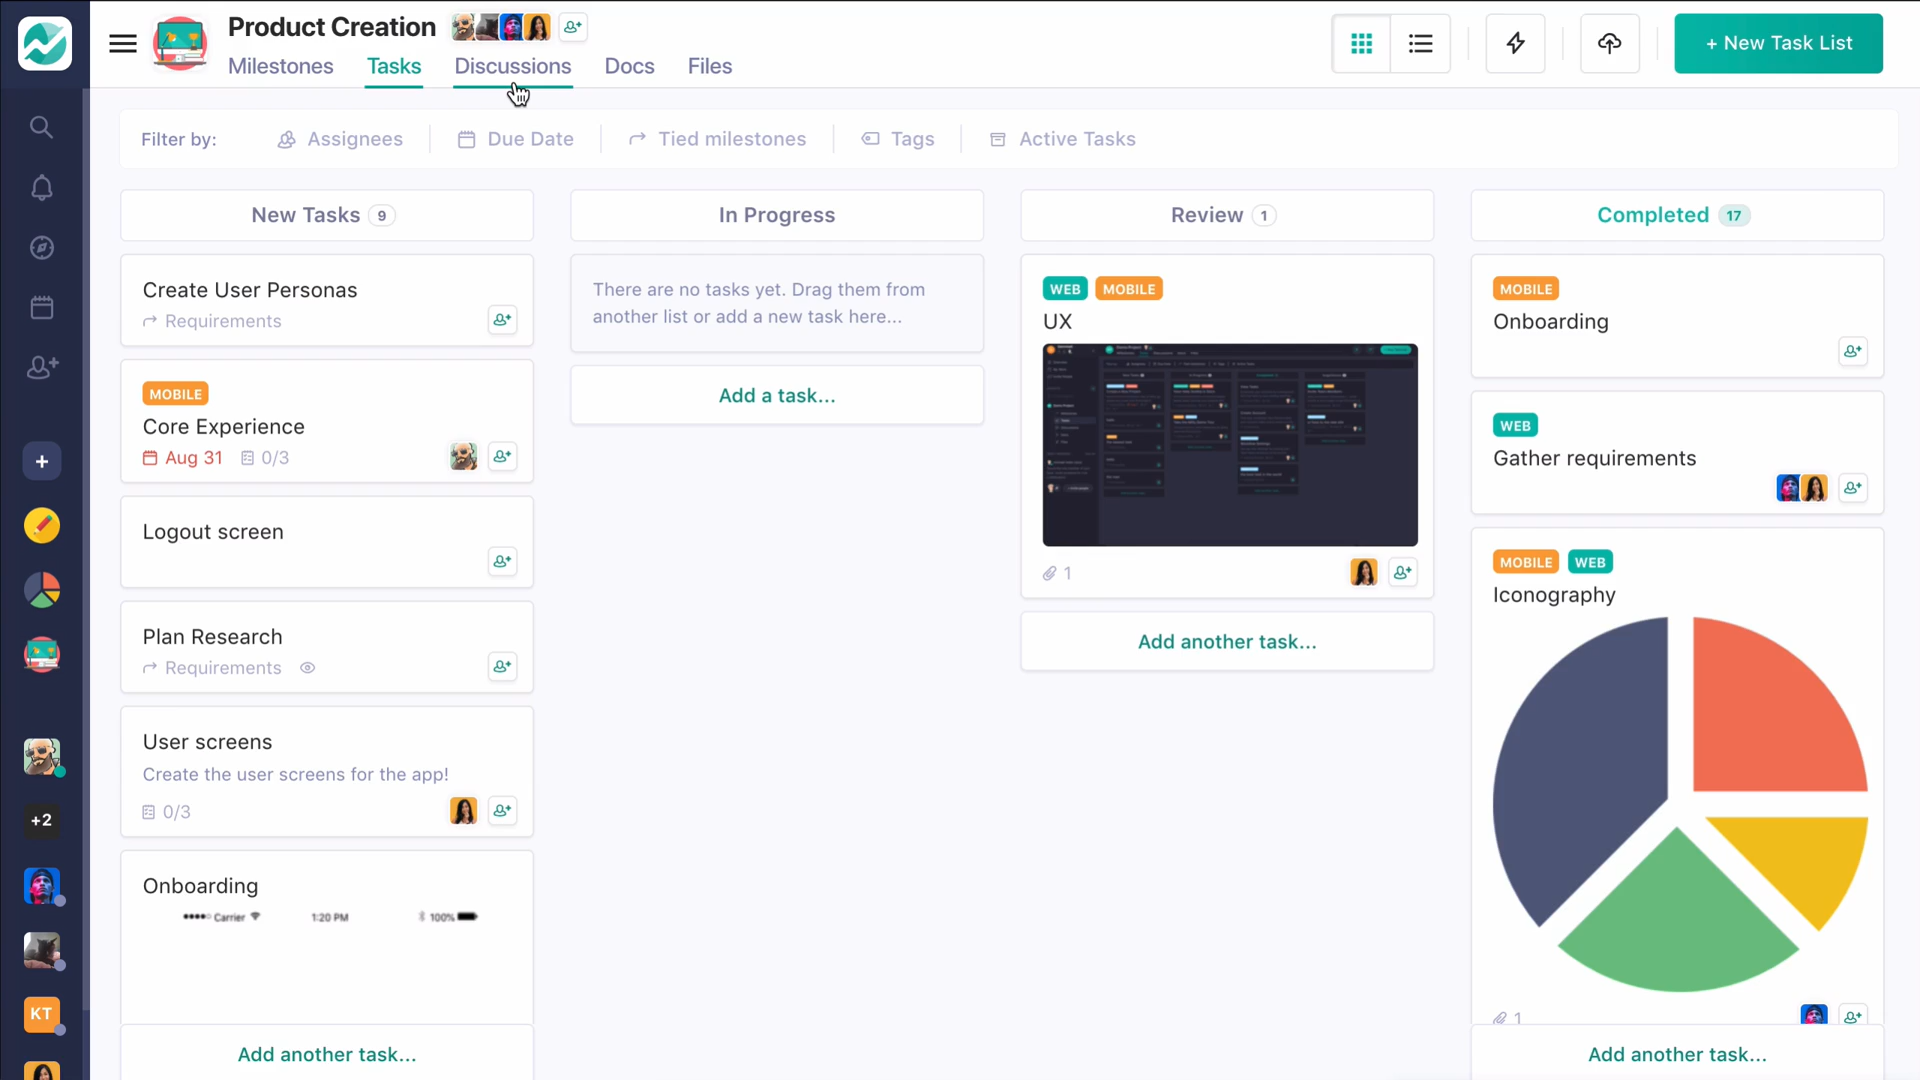 Product Creation
Milestones Tasks Discussions Docs Files
+ New Task List
Filter by: Assignees Due Date Tied milestones Tags Active Tasks
New Tasks 9
Create User Personas
Requirements
MOBILE
Core Experience
Aug 31 0/3
Logout screen
Plan Research
Requirements
User screens
Create the user screens for the app!
0/3
Onboarding
Carrier 1:20 PM 100%
Add another task...
In Progress
There are no tasks yet. Drag them from
another list or add a new task here...
Add a task...
Review 1
WEB MOBILE
UX
1
Add another task...
Completed 17
MOBILE
Onboarding
WEB
Gather requirements
MOBILE WEB
Iconography
1
Add another task...
+2
KT